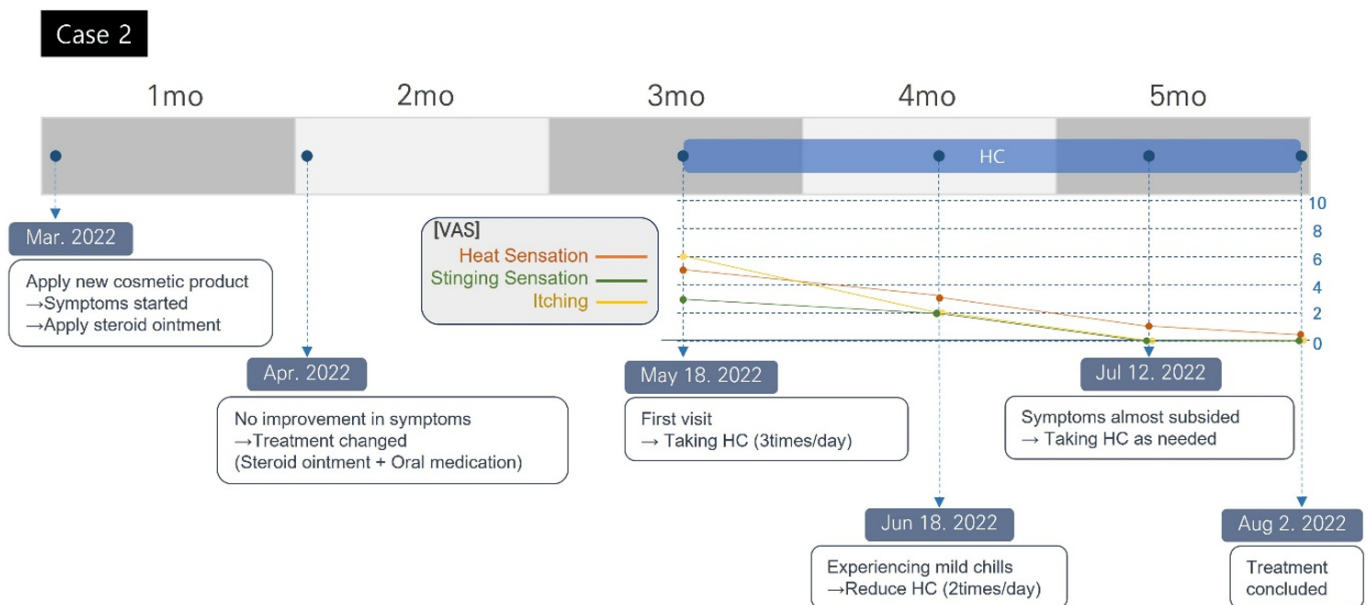 Case 2
1mo
2mo
3mo
4mo
5mo
HC
10
8
6
4
2
0
[VAS]
Heat Sensation
Stinging Sensation
Itching
Mar. 2022
Apply new cosmetic product
→Symptoms started
→Apply steroid ointment
Apr. 2022
No improvement in symptoms
→Treatment changed
(Steroid ointment + Oral medication)
May 18. 2022
First visit
→ Taking HC (3times/day)
Jun 18. 2022
Experiencing mild chills
→Reduce HC (2times/day)
Jul 12. 2022
Symptoms almost subsided
→ Taking HC as needed
Aug 2. 2022
Treatment
concluded